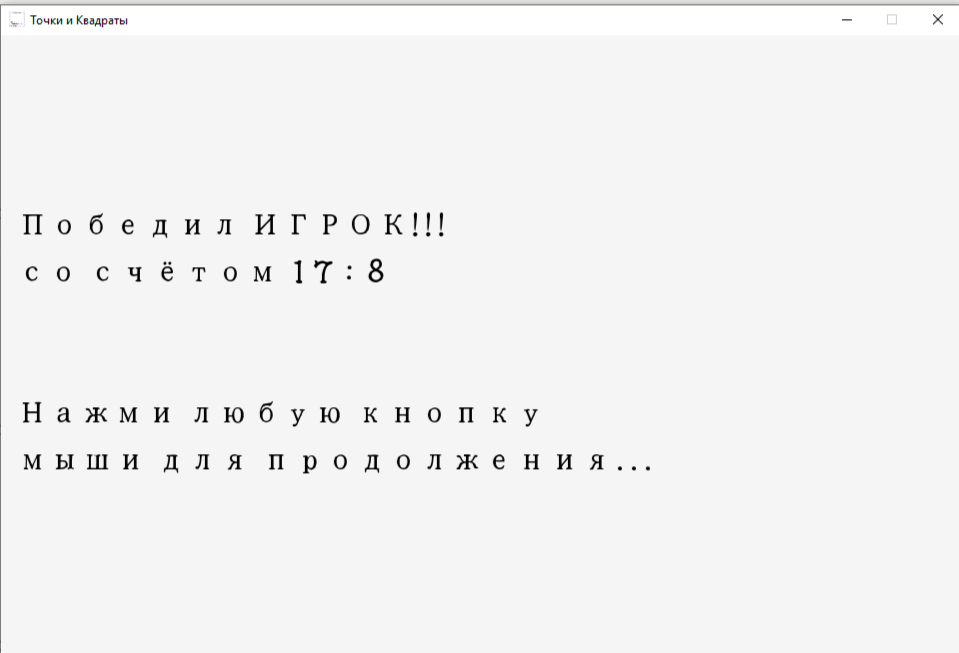 Точки и Квадраты
Победил ИГРОК!!!
со счётом 17:8
Нажми любую кнопку
мыши для продолжения...